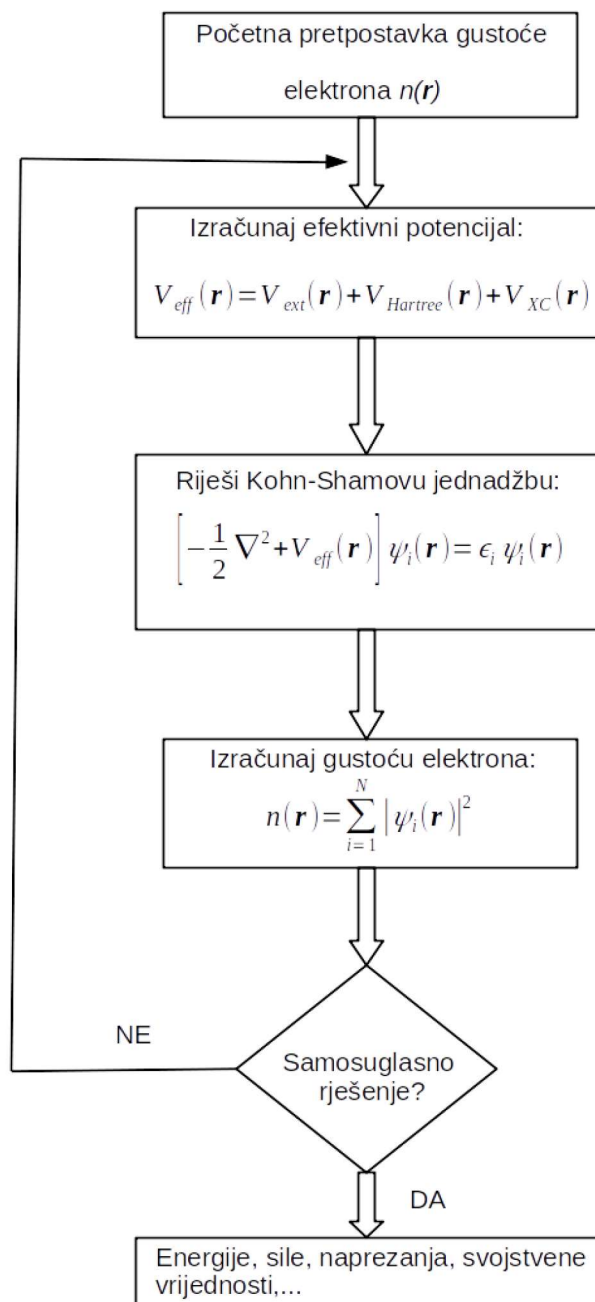 Početna pretpostavka gustoće
elektrona n(r)
Izračunaj efektivni potencijal:
V_eff(r)=V_ext(r)+V_Hartree(r)+V_XC(r)
Riješi Kohn-Shamovu jednadžbu:
[-1/2 ∇²+V_eff(r)] ψ_i(r)= ϵ_i ψ_i(r)
Izračunaj gustoću elektrona:
n(r)=∑_{i=1}^{N} |ψ_i(r)|²
NE
Samosuglasno
rješenje?
DA
Energije, sile, naprezanja, svojstvene
vrijednosti,...